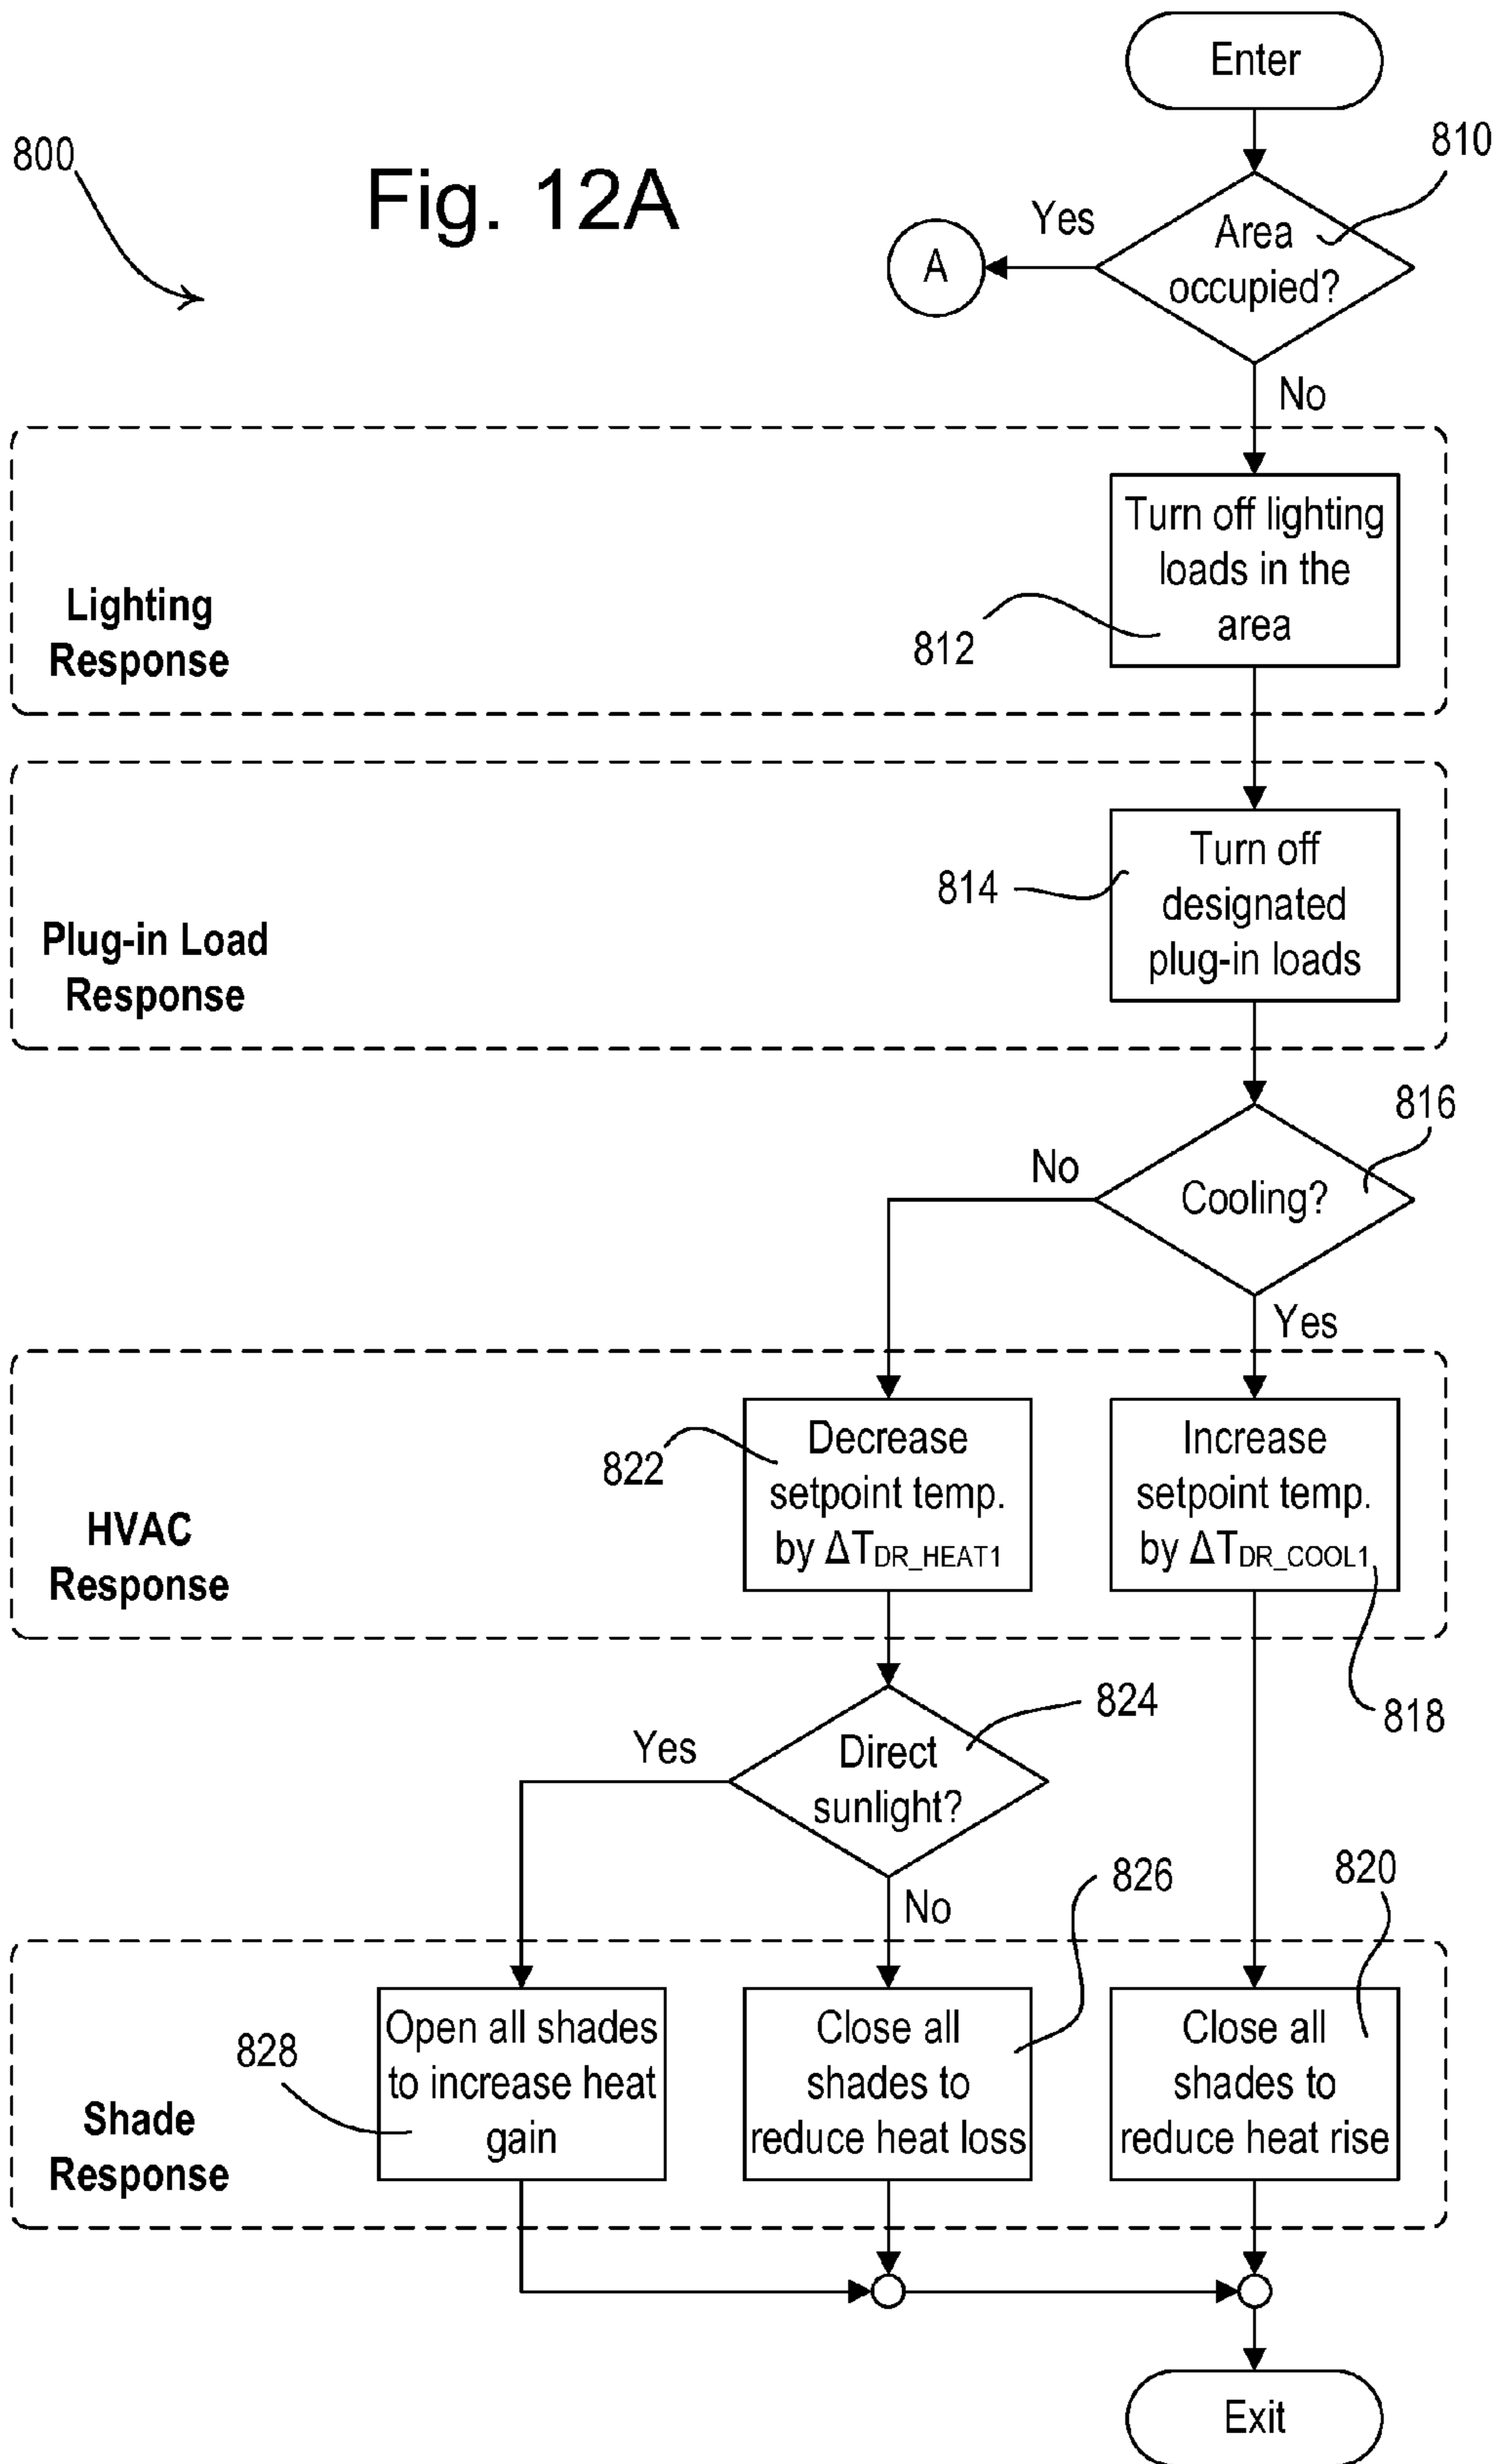 Enter
800
Fig. 12A
810
Yes
Area
occupied?
A
No
Turn off lighting
loads in the
area
Lighting
Response
812
Turn off
designated
plug-in loads
814
Plug-in Load
Response
816
No
Cooling?
Yes
Decrease
setpoint temp.
by ΔTDR_HEAT1
822
Increase
setpoint temp.
by ΔTDR_COOL1
HVAC
Response
824
818
Yes
Direct
sunlight?
826
820
No
Open all shades
to increase heat
gain
828
Close all
shades to
reduce heat loss
Close all
shades to
reduce heat rise
Shade
Response
Exit